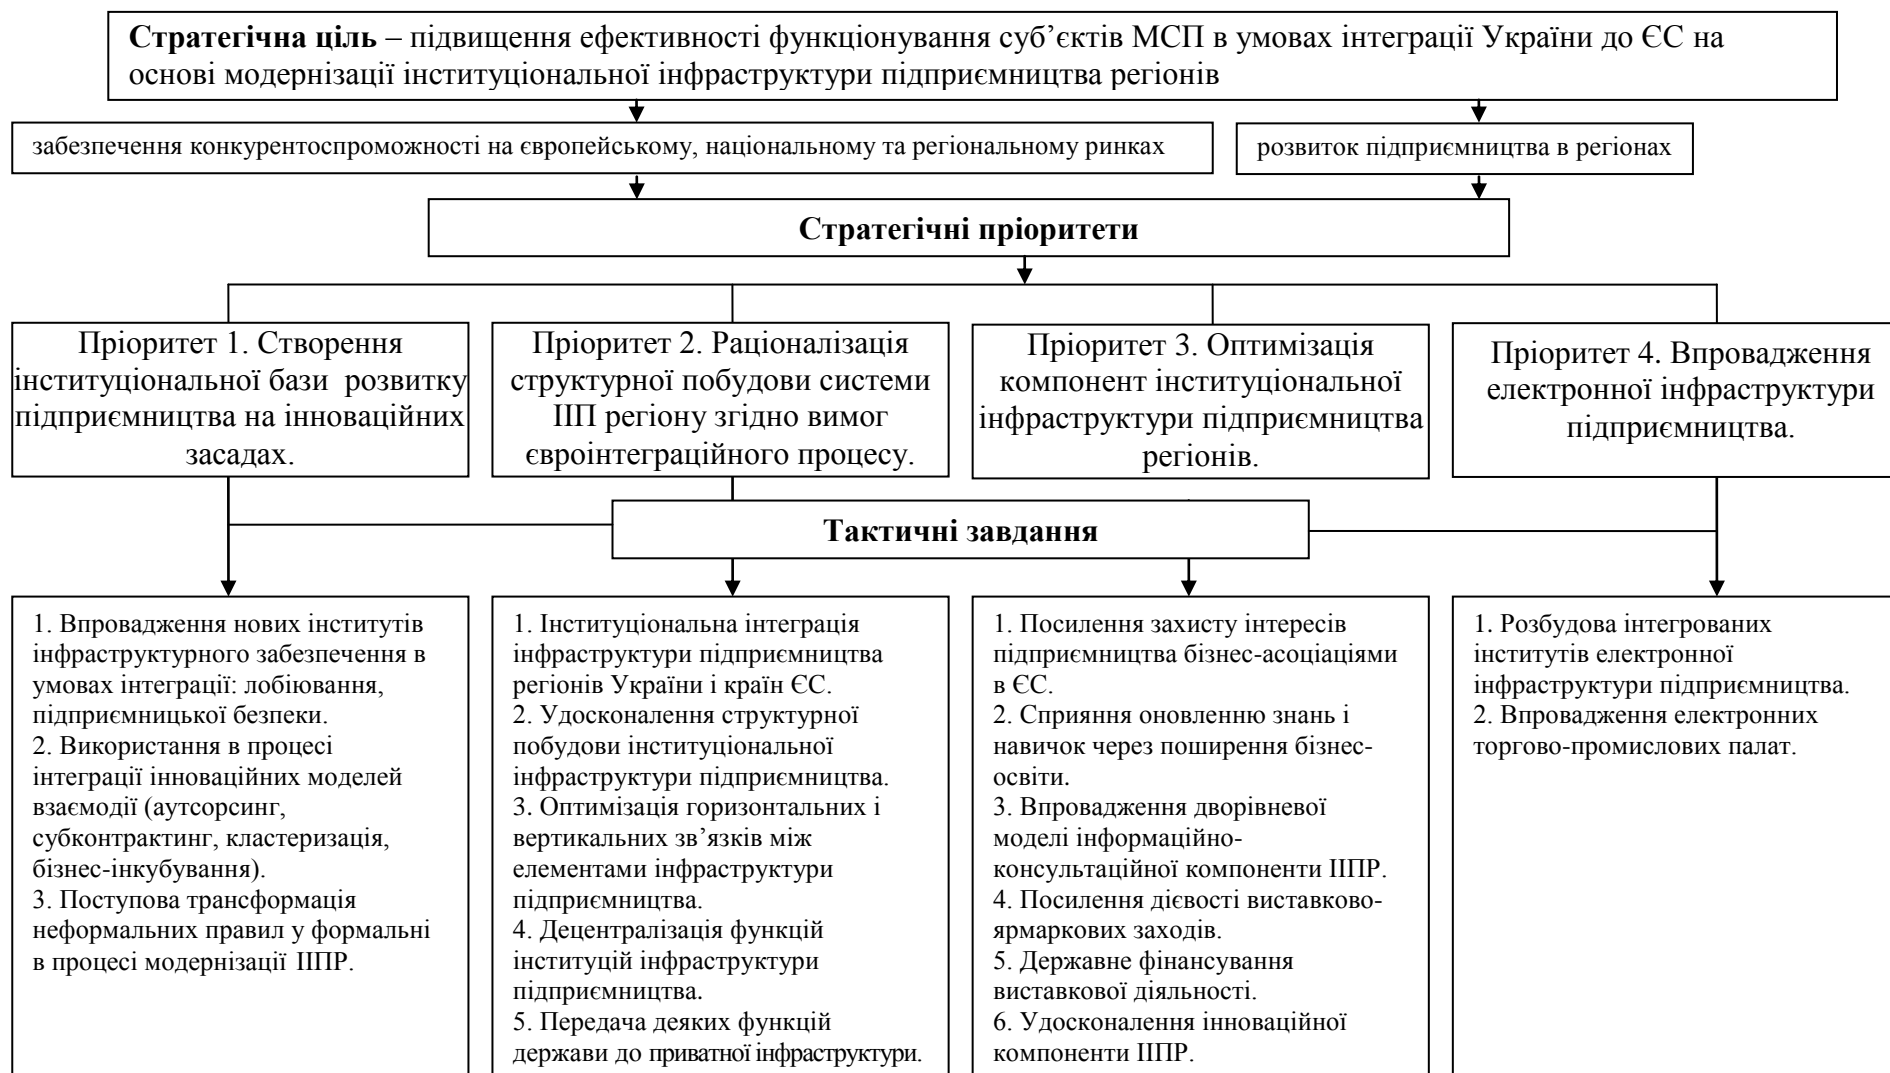 Стратегічна ціль – підвищення ефективності функціонування суб’єктів МСП в умовах інтеграції України до ЄС на
основі модернізації інституціональної інфраструктури підприємництва регіонів
забезпечення конкурентоспроможності на європейському, національному та регіональному ринках
розвиток підприємництва в регіонах
Стратегічні пріоритети
Пріоритет 1. Створення
інституціональної бази розвитку
підприємництва на інноваційних
засадах.
Пріоритет 2. Раціоналізація
структурної побудови системи
ІІП регіону згідно вимог
євроінтеграційного процесу.
Пріоритет 3. Оптимізація
компонент інституціональної
інфраструктури підприємництва
регіонів.
Пріоритет 4. Впровадження
електронної інфраструктури
підприємництва.
Тактичні завдання
1. Впровадження нових інститутів
інфраструктурного забезпечення в
умовах інтеграції: лобіювання,
підприємницької безпеки.
2. Використання в процесі
інтеграції інноваційних моделей
взаємодії (аутсорсинг,
субконтрактинг, кластеризація,
бізнес-інкубування).
3. Поступова трансформація
неформальних правил у формальні
в процесі модернізації ІІПР.
1. Інституціональна інтеграція
інфраструктури підприємництва
регіонів України і країн ЄС.
2. Удосконалення структурної
побудови інституціональної
інфраструктури підприємництва.
3. Оптимізація горизонтальних і
вертикальних зв’язків між
елементами інфраструктури
підприємництва.
4. Децентралізація функцій
інституцій інфраструктури
підприємництва.
5. Передача деяких функцій
держави до приватної інфраструктури.
1. Посилення захисту інтересів
підприємництва бізнес-асоціаціями
в ЄС.
2. Сприяння оновленню знань і
навичок через поширення бізнес-
освіти.
3. Впровадження дворівневої
моделі інформаційно-
консультаційної компоненти ІІПР.
4. Посилення дієвості виставково-
ярмаркових заходів.
5. Державне фінансування
виставкової діяльності.
6. Удосконалення інноваційної
компоненти ІІПР.
1. Розбудова інтегрованих
інститутів електронної
інфраструктури підприємництва.
2. Впровадження електронних
торгово-промислових палат.